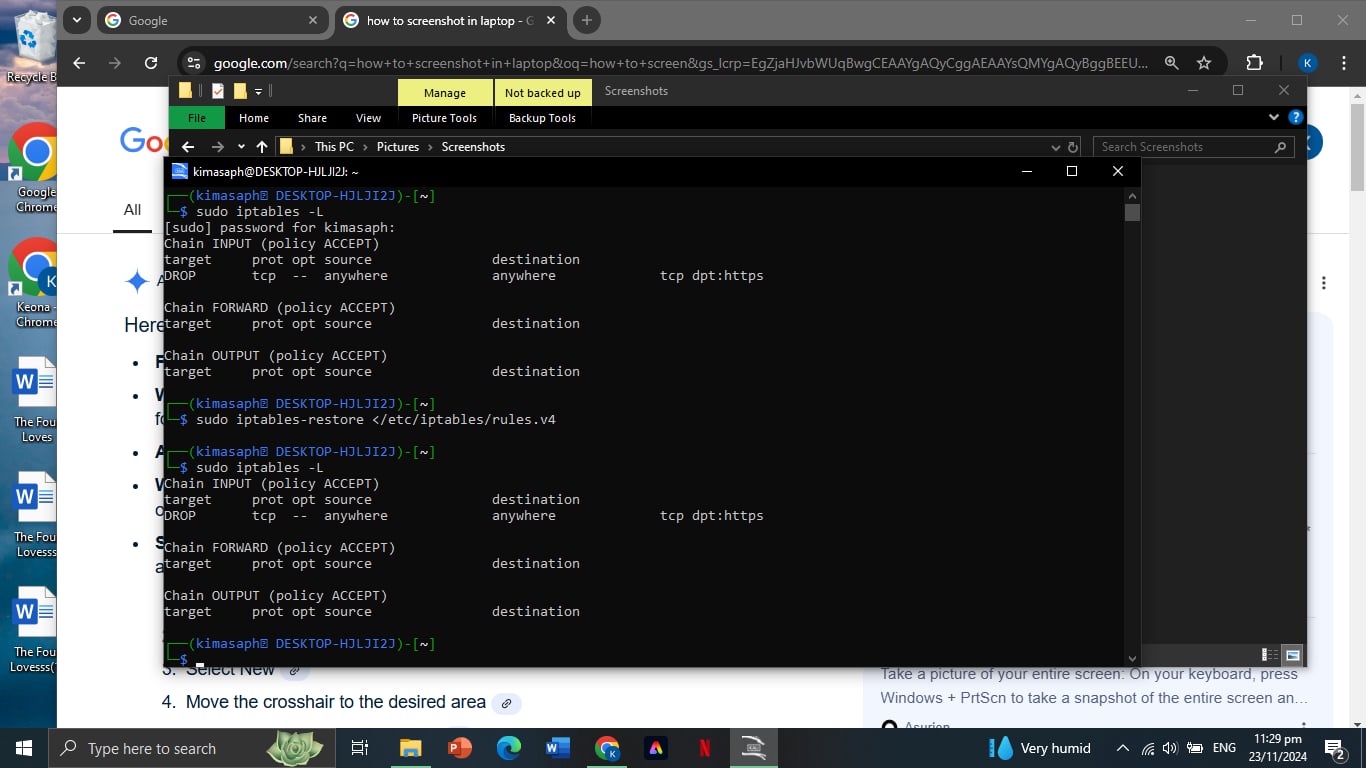 Recycle B
Google
how to screenshot in laptop - G
google.com/search?q=how+to+screenshot+in+laptop&oq=how+to+screen&gs_lcrp=EgZjaHJvbWUqBwgCEAAYgAQyCggAEAAYsQMYgAQyBggBEEU...
K
Manage
Not backed up
Screenshots
File
Home
Share
View
Picture Tools
Backup Tools
This PC
Pictures
Screenshots
Search Screenshots
Goo
Google
Chrome
All
Here
Keona -
Chrome
The Fou
Loves
The Fou
Lovesss
The Fou
Lovesss(
kimasaph@DESKTOP-HJLJI2J: ~
┌──(kimasaph㉿ DESKTOP-HJLJI2J)-[~]
└─$ sudo iptables -L
[sudo] password for kimasaph:
Chain INPUT (policy ACCEPT)
target     prot opt source               destination
DROP       tcp  --  anywhere             anywhere             tcp dpt:https
Chain FORWARD (policy ACCEPT)
target     prot opt source               destination
Chain OUTPUT (policy ACCEPT)
target     prot opt source               destination
┌──(kimasaph㉿ DESKTOP-HJLJI2J)-[~]
└─$ sudo iptables-restore </etc/iptables/rules.v4
┌──(kimasaph㉿ DESKTOP-HJLJI2J)-[~]
└─$ sudo iptables -L
Chain INPUT (policy ACCEPT)
target     prot opt source               destination
DROP       tcp  --  anywhere             anywhere             tcp dpt:https
Chain FORWARD (policy ACCEPT)
target     prot opt source               destination
Chain OUTPUT (policy ACCEPT)
target     prot opt source               destination
┌──(kimasaph㉿ DESKTOP-HJLJI2J)-[~]
└─$
3. Select New
4. Move the crosshair to the desired area
Take a picture of your entire screen: On your keyboard, press
Windows + PrtScn to take a snapshot of the entire screen an...
Asurion
Type here to search
Very humid
ENG
11:29 pm
23/11/2024
2